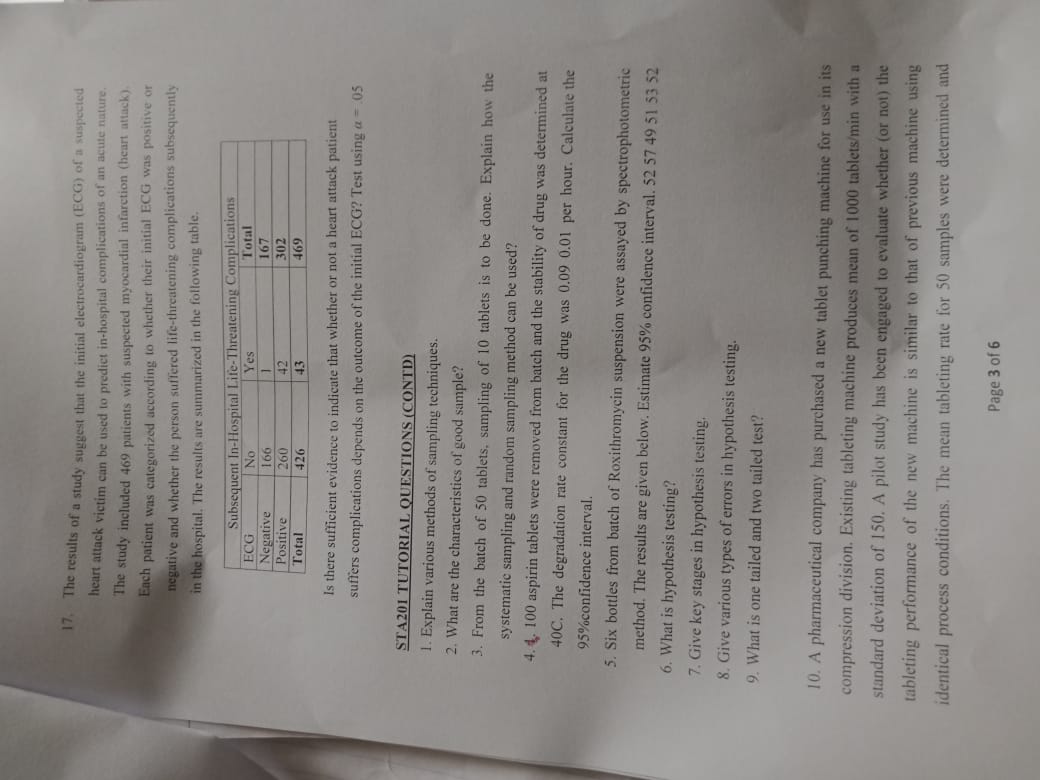 17. The results of a study suggest that the initial electrocardiogram (ECG) of a suspected
heart attack victim can be used to predict in-hospital complications of an acute nature.
The study included 469 patients with suspected myocardial infarction (heart attack).
Each patient was categorized according to whether their initial ECG was positive or
negative and whether the person suffered life-threatening complications subsequently
in the hospital. The results are summarized in the following table.
Subsequent In-Hospital Life-Threatening Complications
ECG No Yes Total
Negative 166 1 167
Positive 260 42 302
Total 426 43 469
Is there sufficient evidence to indicate that whether or not a heart attack patient
suffers complications depends on the outcome of the initial ECG? Test using α = .05
STA201 TUTORIAL QUESTIONS (CONTD)
1. Explain various methods of sampling techniques.
2. What are the characteristics of good sample?
3. From the batch of 50 tablets, sampling of 10 tablets is to be done. Explain how the
systematic sampling and random sampling method can be used?
4. 1. 100 aspirin tablets were removed from batch and the stability of drug was determined at
40C. The degradation rate constant for the drug was 0.09 0.01 per hour. Calculate the
95%confidence interval.
5. Six bottles from batch of Roxithromycin suspension were assayed by spectrophotometric
method. The results are given below. Estimate 95% confidence interval. 52 57 49 51 53 52
6. What is hypothesis testing?
7. Give key stages in hypothesis testing.
8. Give various types of errors in hypothesis testing.
9. What is one tailed and two tailed test?
10. A pharmaceutical company has purchased a new tablet punching machine for use in its
compression division. Existing tableting machine produces mean of 1000 tablets/min with a
standard deviation of 150. A pilot study has been engaged to evaluate whether (or not) the
tableting performance of the new machine is similar to that of previous machine using
identical process conditions. The mean tableting rate for 50 samples were determined and
Page 3 of 6